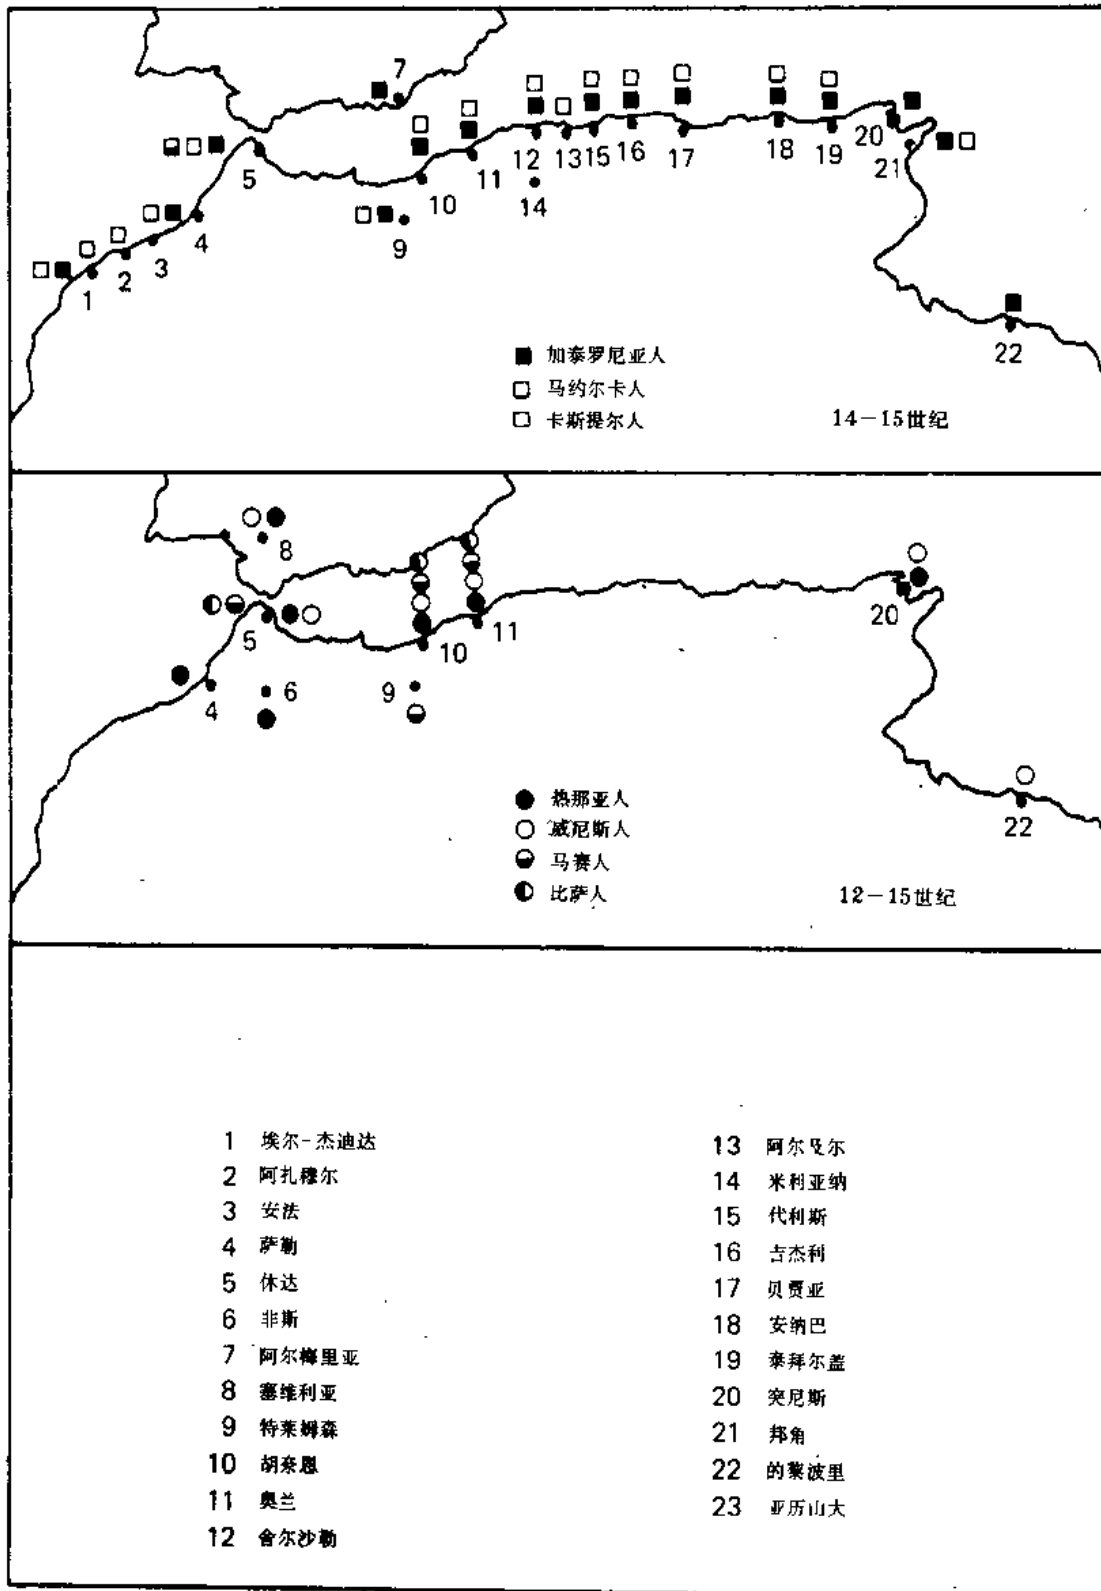 7
5
10
11
12
13
15
16
17
18
19
20
21
14
9
4
3
2
1
22
加泰罗尼亚人
马约尔卡人
卡斯提尔人
14－15世纪
8
5
10
11
20
4
6
9
22
热那亚人
威尼斯人
马赛人
比萨人
12－15世纪
1 埃尔-杰迪达
2 阿扎穆尔
3 安法
4 萨勒
5 休达
6 非斯
7 阿尔梅里亚
8 塞维利亚
9 特莱姆森
10 胡奈恩
11 奥兰
12 舍尔沙勒
13 阿尔及尔
14 米利亚纳
15 代利斯
16 吉杰利
17 贝贾亚
18 安纳巴
19 泰拜尔盖
20 突尼斯
21 邦角
22 的黎波里
23 亚历山大